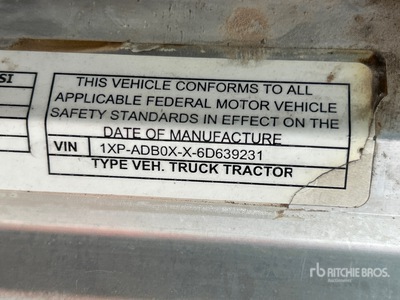 SI
THIS VEHICLE CONFORMS TO ALL
APPLICABLE FEDERAL MOTOR VEHICLE
SAFETY STANDARDS IN EFFECT ON THE
DATE OF MANUFACTURE
VIN 1XP-ADB0X-X-6D639231
TYPE VEH. TRUCK TRACTOR
rb RITCHIE BROS.